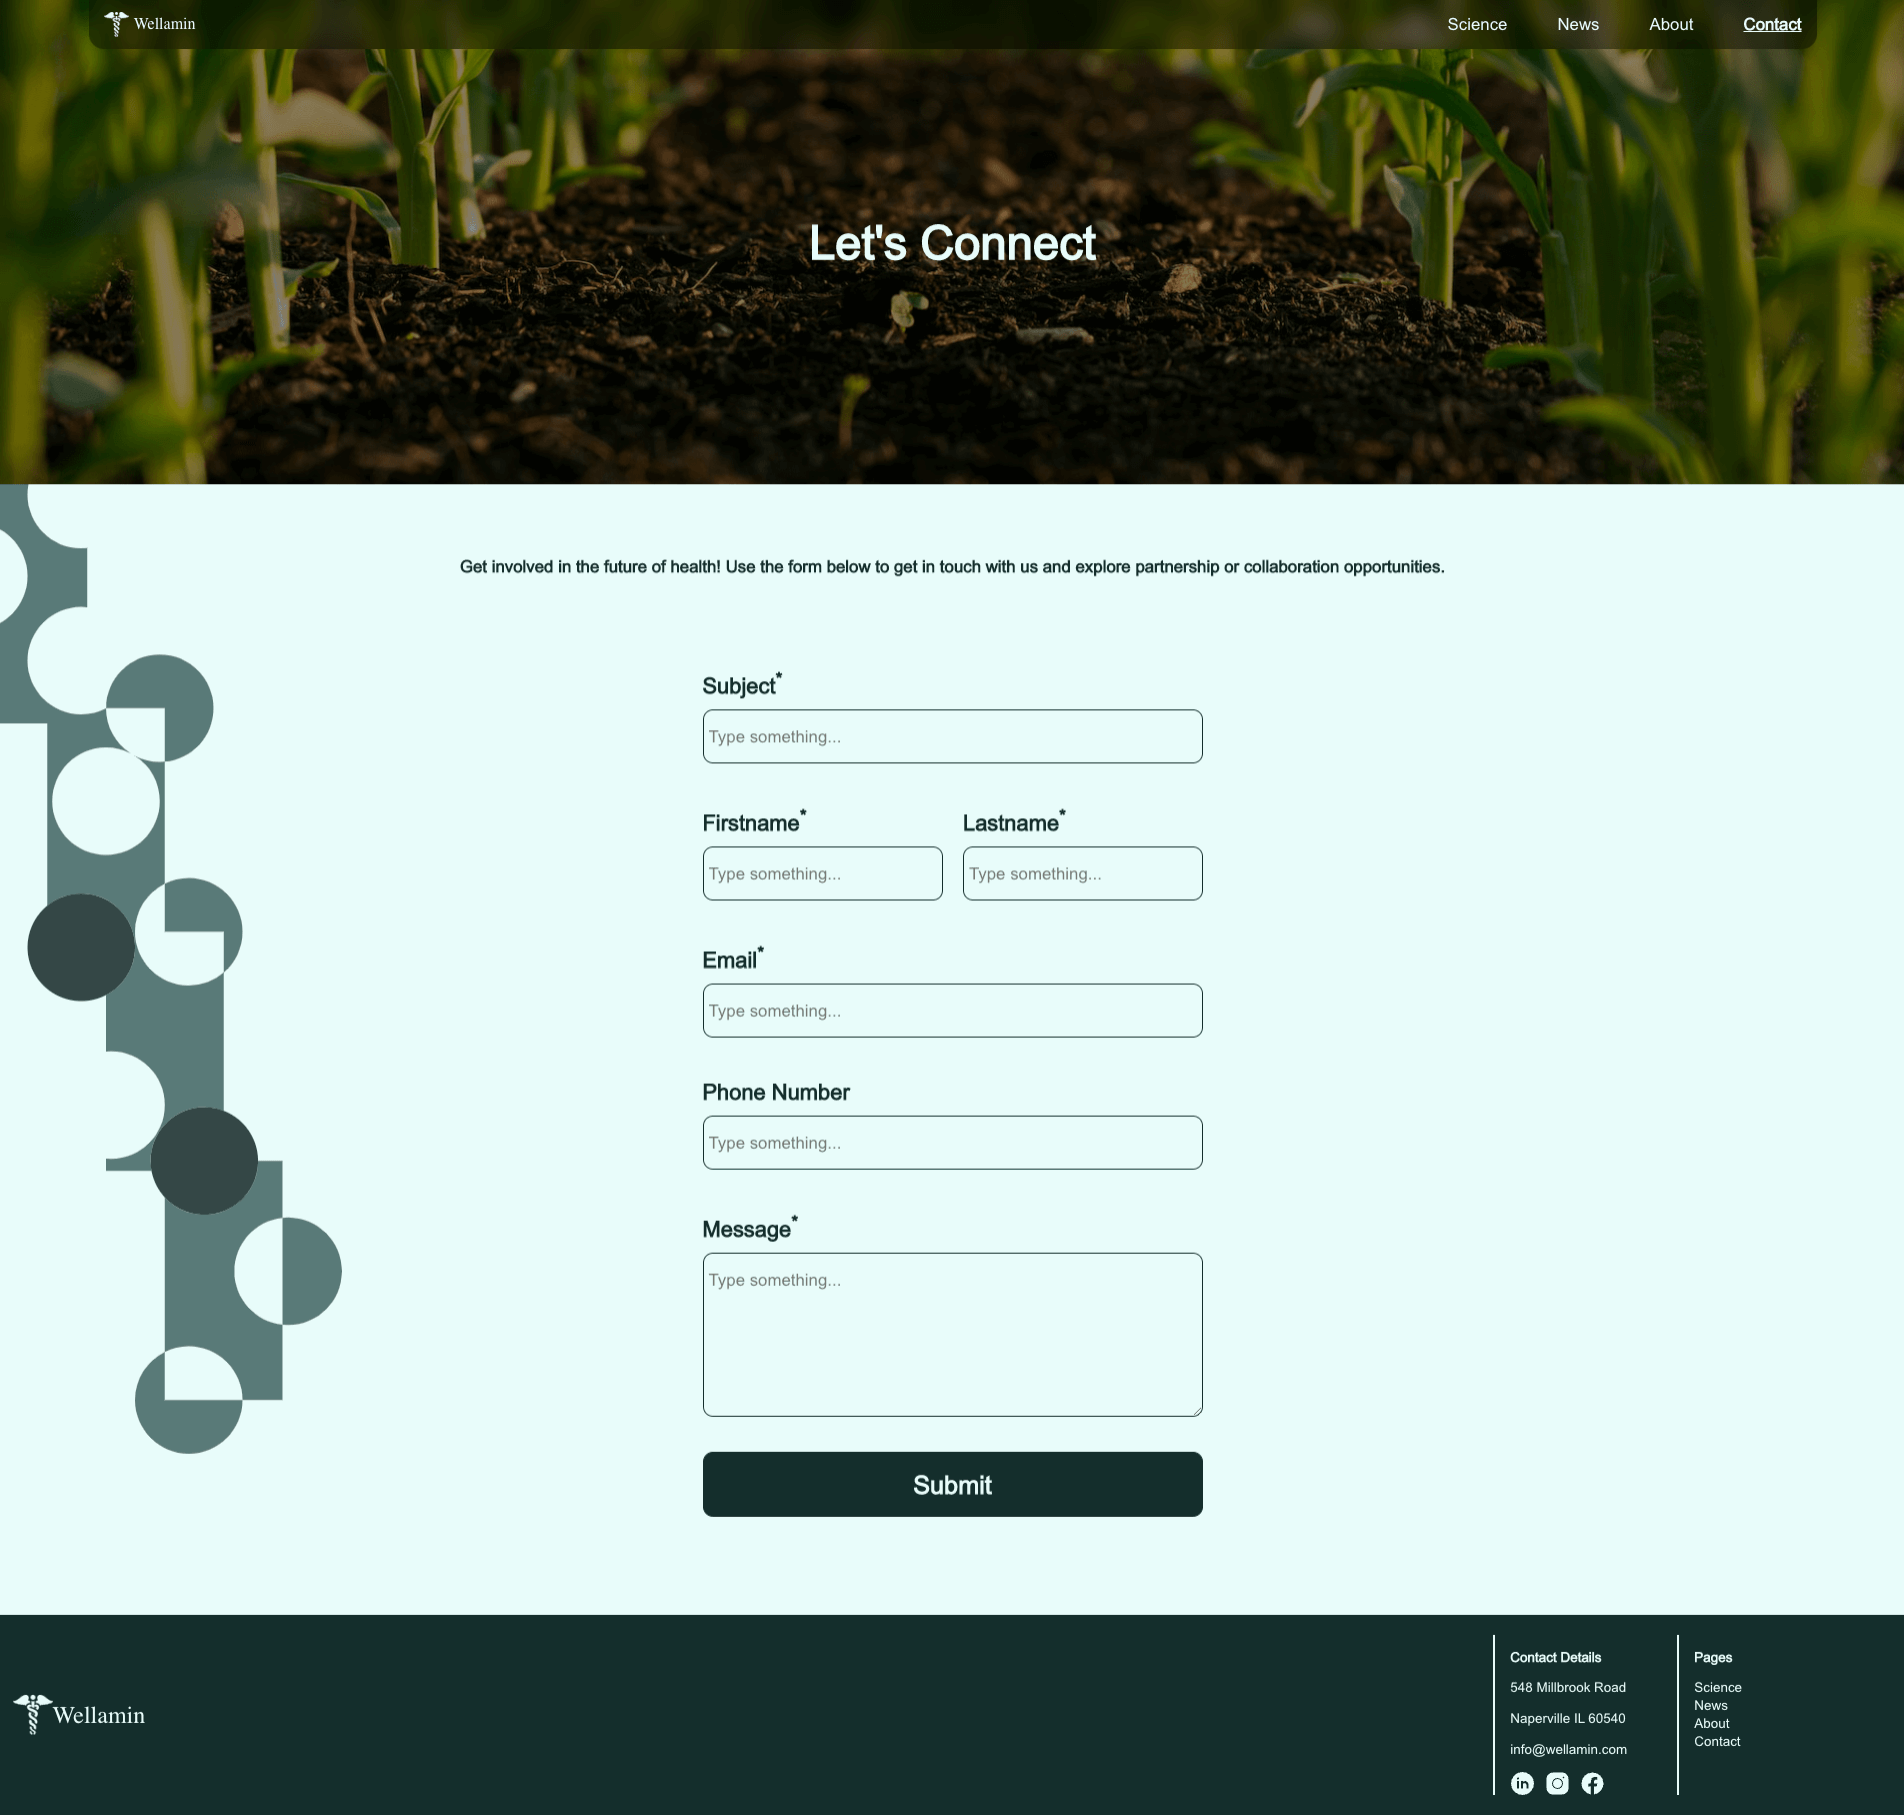 Wellamin
Science
News
About
Contact
Let's Connect
Get involved in the future of health! Use the form below to get in touch with us and explore partnership or collaboration opportunities.
Subject*
Type something...
Firstname*
Lastname*
Type something...
Type something...
Email*
Type something...
Phone Number
Type something...
Message*
Type something...
Submit
Wellamin
Contact Details
548 Millbrook Road
Naperville IL 60540
info@wellamin.com
Pages
Science
News
About
Contact